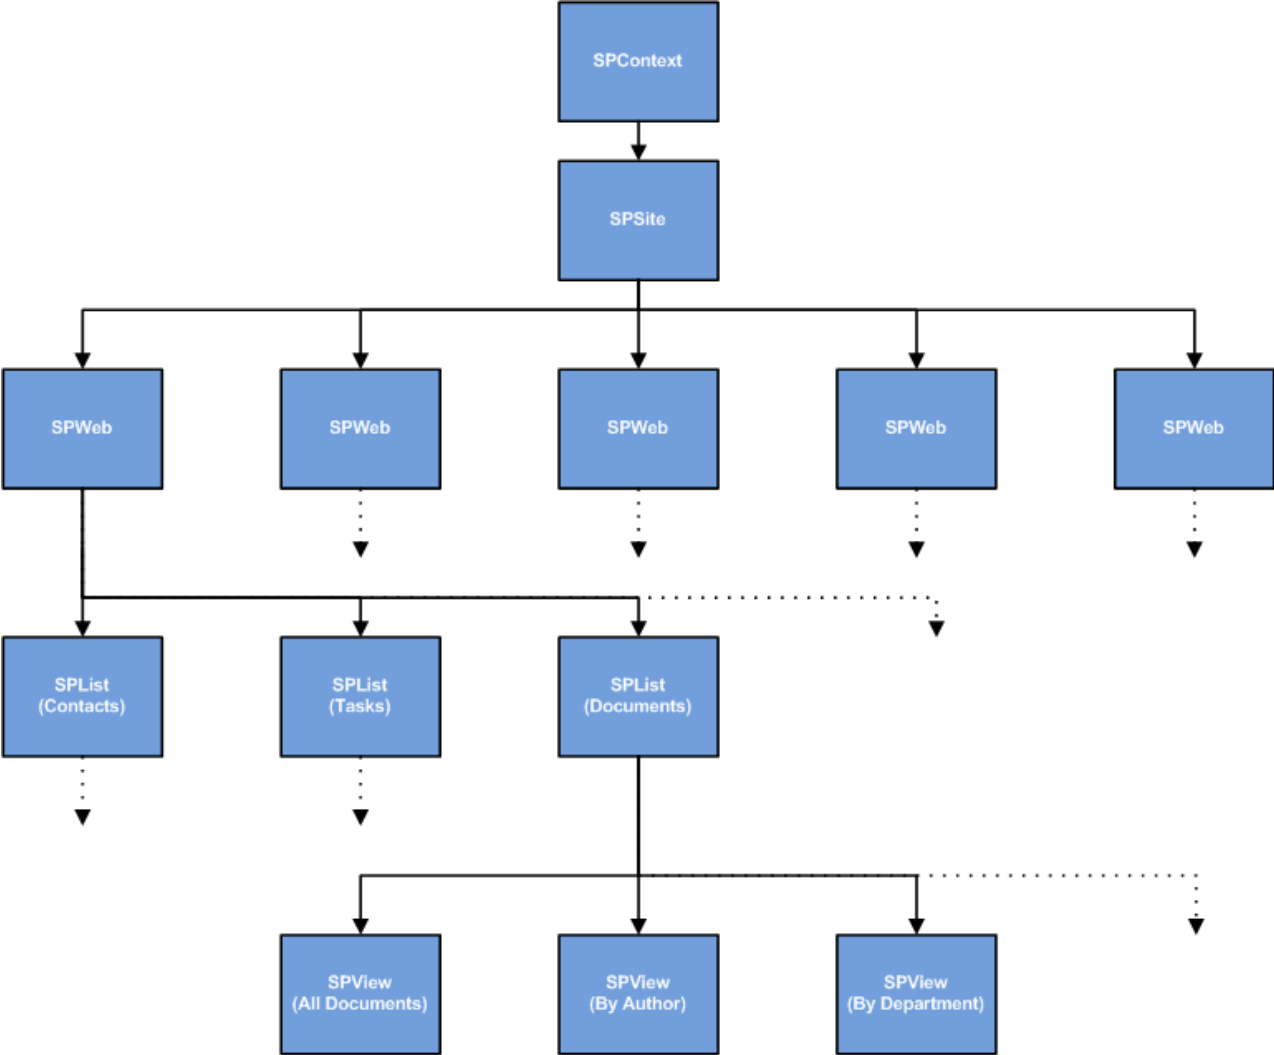 SPContext
SPSite
SPWeb
SPWeb
SPWeb
SPWeb
SPWeb
SPList
(Contacts)
SPList
(Tasks)
SPList
(Documents)
SPView
(All Documents)
SPView
(By Author)
SPView
(By Department)